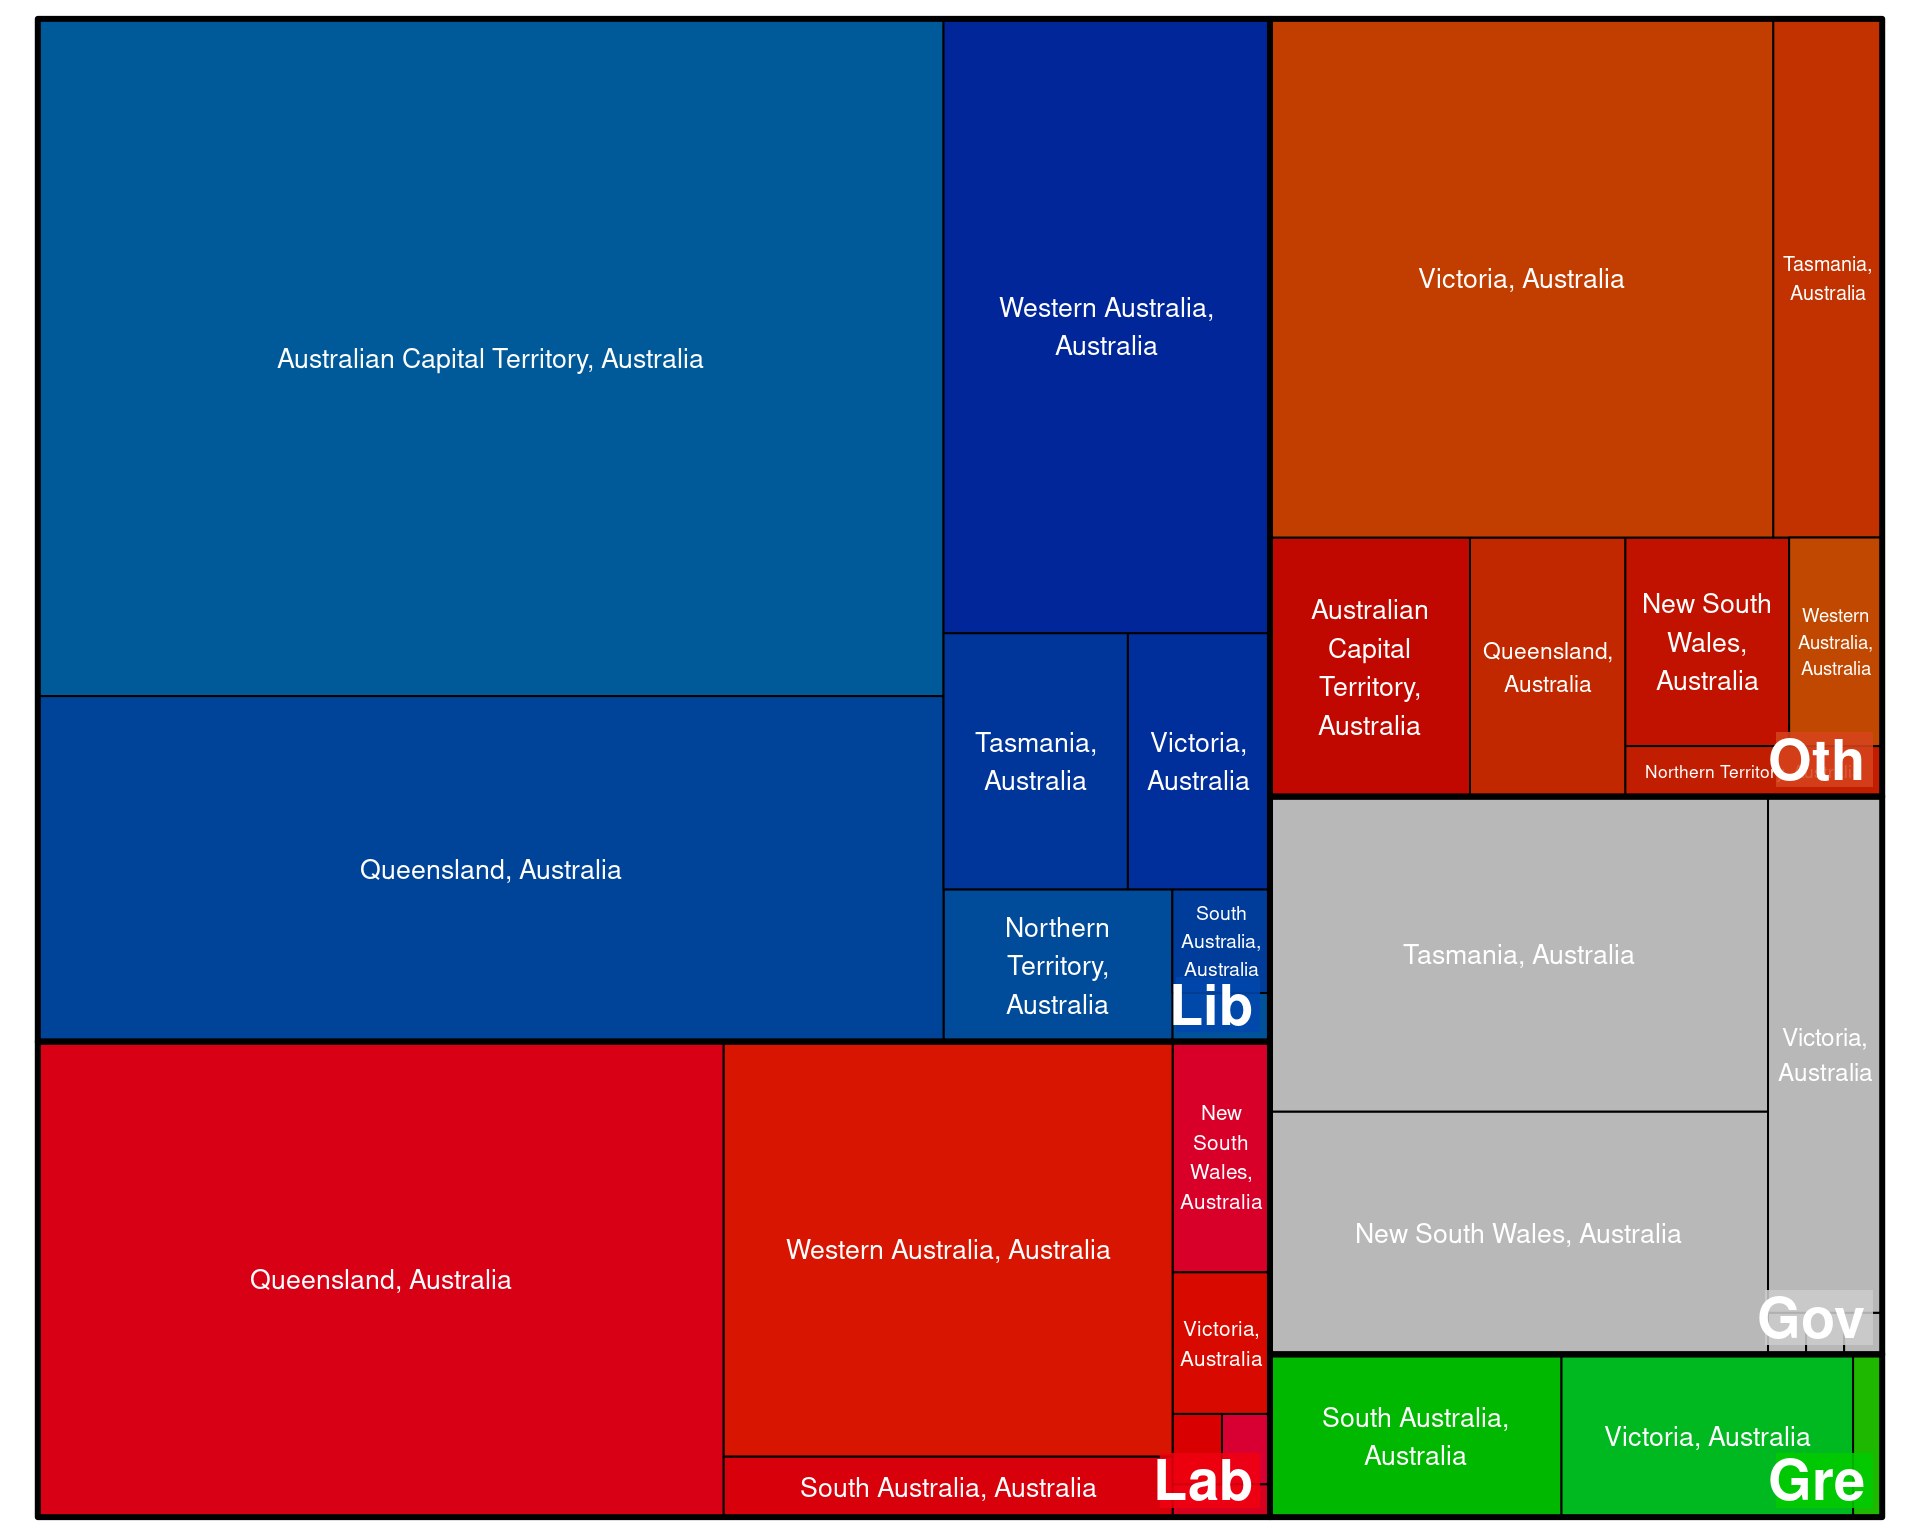 Australian Capital Territory, Australia
Queensland, Australia
Western Australia,
Australia
Tasmania,
Australia
Victoria,
Australia
Northern
Territory,
Australia
South
Australia,
Australia
Lib
Queensland, Australia
Western Australia, Australia
South Australia, Australia
New
South
Wales,
Australia
Victoria,
Australia
Lab
Victoria, Australia
Tasmania,
Australia
Australian
Capital
Territory,
Australia
Queensland,
Australia
New South
Wales,
Australia
Western
Australia,
Australia
Northern Territory, Australia
Oth
Tasmania, Australia
New South Wales, Australia
Victoria,
Australia
Gov
South Australia,
Australia
Victoria, Australia
Gre